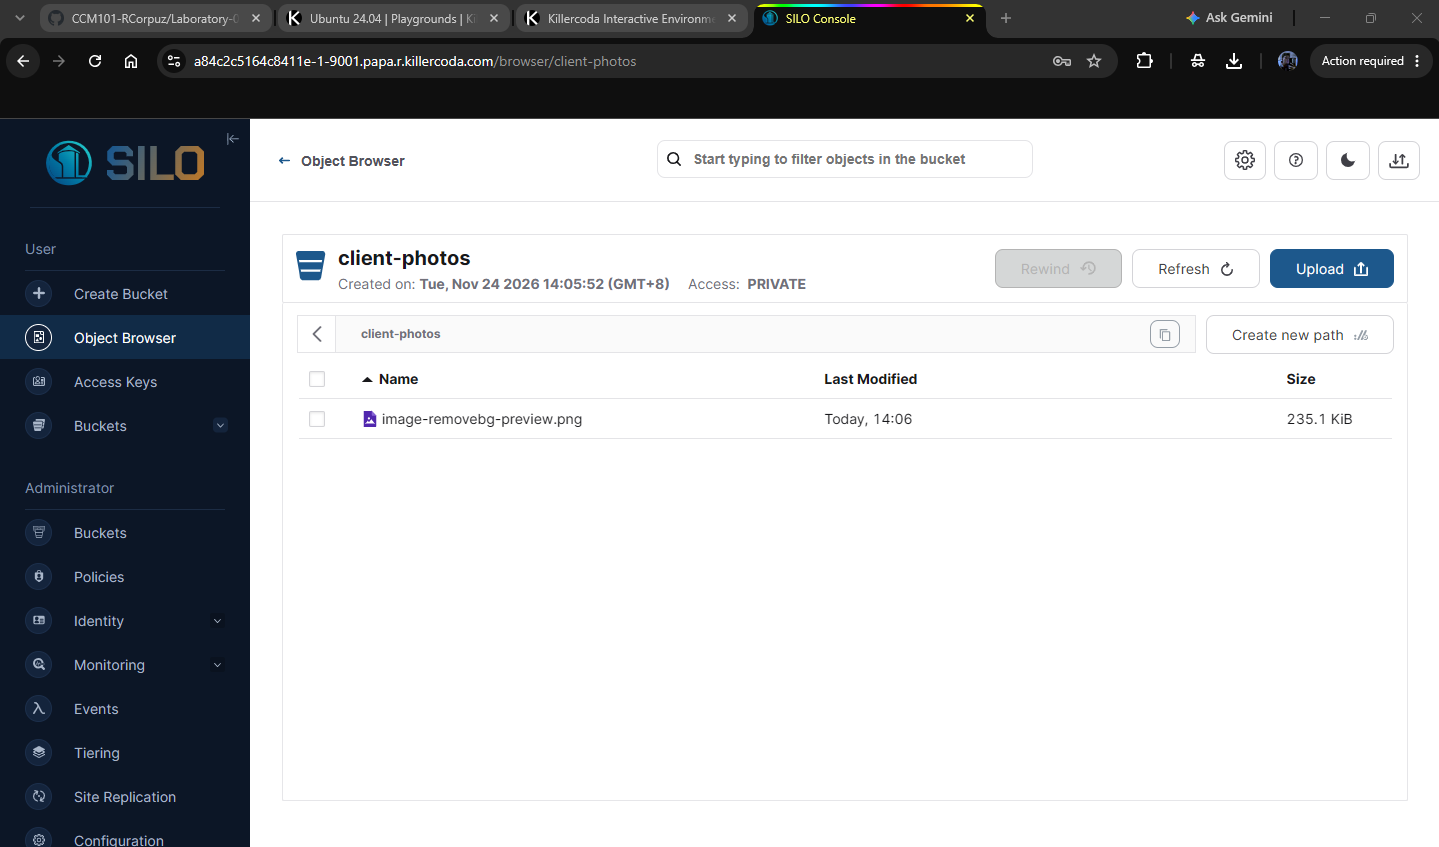 CCM101-RCorpuz/Laboratory-0
Ubuntu 24.04 | Playgrounds | Ki
Killercoda Interactive Environme
SILO Console
Ask Gemini
a84c2c5164c8411e-1-9001.papa.r.killercoda.com/browser/client-photos
Action required
SILO
Object Browser
Start typing to filter objects in the bucket
User
Create Bucket
Object Browser
Access Keys
Buckets
Administrator
Buckets
Policies
Identity
Monitoring
Events
Tiering
Site Replication
Configuration
client-photos
Created on: Tue, Nov 24 2026 14:05:52 (GMT+8) Access: PRIVATE
Rewind
Refresh
Upload
client-photos
Create new path
Name Last Modified Size
image-removebg-preview.png Today, 14:06 235.1 KiB